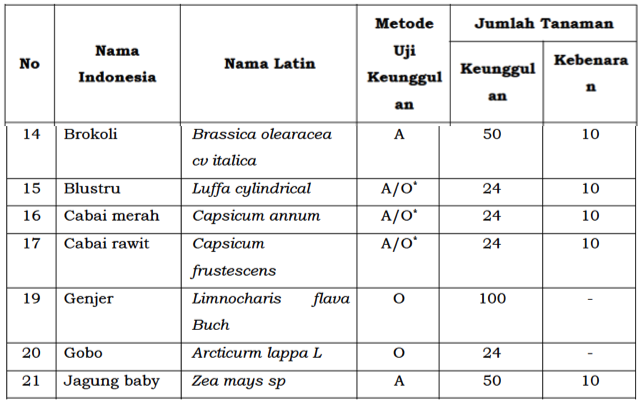 No Nama Indonesia Nama Latin Metode Uji Keunggulan Jumlah Tanaman
Keunggulan Kebenaran
14 Brokoli Brassica olearacea A 50 10
cv italica
15 Blustru Luffa cylindrical A/O* 24 10
16 Cabai merah Capsicum annum A/O* 24 10
17 Cabai rawit Capsicum A/O* 24 10
frustescens
19 Genjer Limnocharis flava O 100 -
Buch
20 Gobo Arcticurm lappa L O 24 -
21 Jagung baby Zea mays sp A 50 10